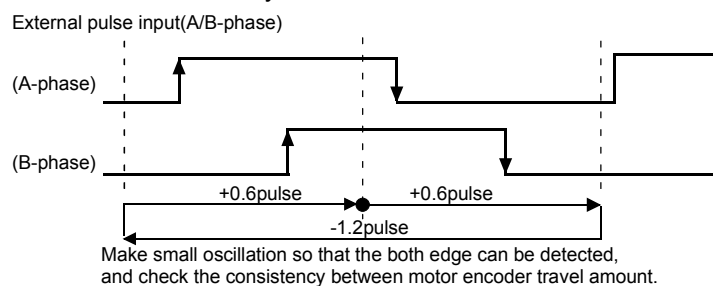 External pulse input(A/B-phase)
(A-phase)
(B-phase)
+0.6pulse +0.6pulse
-1.2pulse
Make small oscillation so that the both edge can be detected,
and check the consistency between motor encoder travel amount.